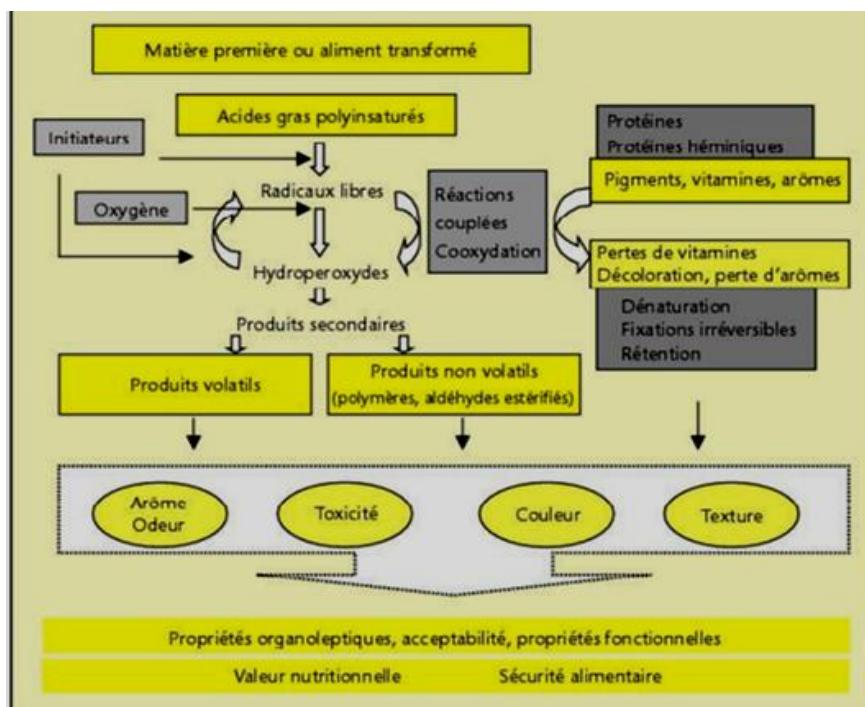 Matière première ou aliment transformé
Acides gras polyinsaturés
Initiateurs
Protéines
Protéines héminiques
Pigments, vitamines, arômes
Radicaux libres
Oxygène
Réactions
couplées
Cooxydation
Hydroperoxydes
Pertes de vitamines
Décoloration, perte d'arômes
Dénaturation
Fixations irréversibles
Rétention
Produits secondaires
Produits volatils
Produits non volatils
(polymères, aldéhydes estérifiés)
Arôme
Odeur
Toxicité
Couleur
Texture
Propriétés organoleptiques, acceptabilité, propriétés fonctionnelles
Valeur nutritionnelle Sécurité alimentaire